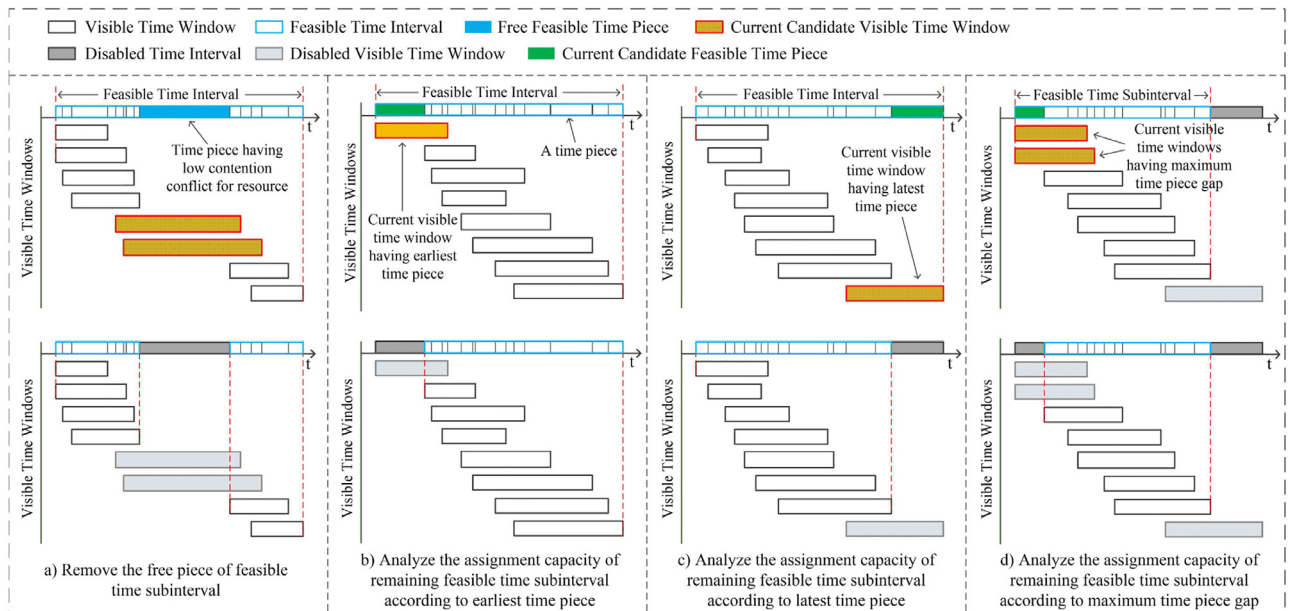 Visible Time Window
Feasible Time Interval
Free Feasible Time Piece
Current Candidate Visible Time Window
Disabled Time Interval
Disabled Visible Time Window
Current Candidate Feasible Time Piece
Feasible Time Interval
t
Time piece having
low contention
conflict for resource
Visible Time Windows
Visible Time Windows
a) Remove the free piece of feasible
time subinterval
Feasible Time Interval
t
A time piece
Current visible
time window
having earliest
time piece
Visible Time Windows
t
Visible Time Windows
b) Analyze the assignment capacity of
remaining feasible time subinterval
according to earliest time piece
Feasible Time Interval
t
Current visible
time window
having latest
time piece
Visible Time Windows
t
Visible Time Windows
c) Analyze the assignment capacity of
remaining feasible time subinterval
according to latest time piece
Feasible Time Subinterval
t
Current visible
time windows
having maximum
time piece gap
Visible Time Windows
t
Visible Time Windows
d) Analyze the assignment capacity of
remaining feasible time subinterval
according to maximum time piece gap